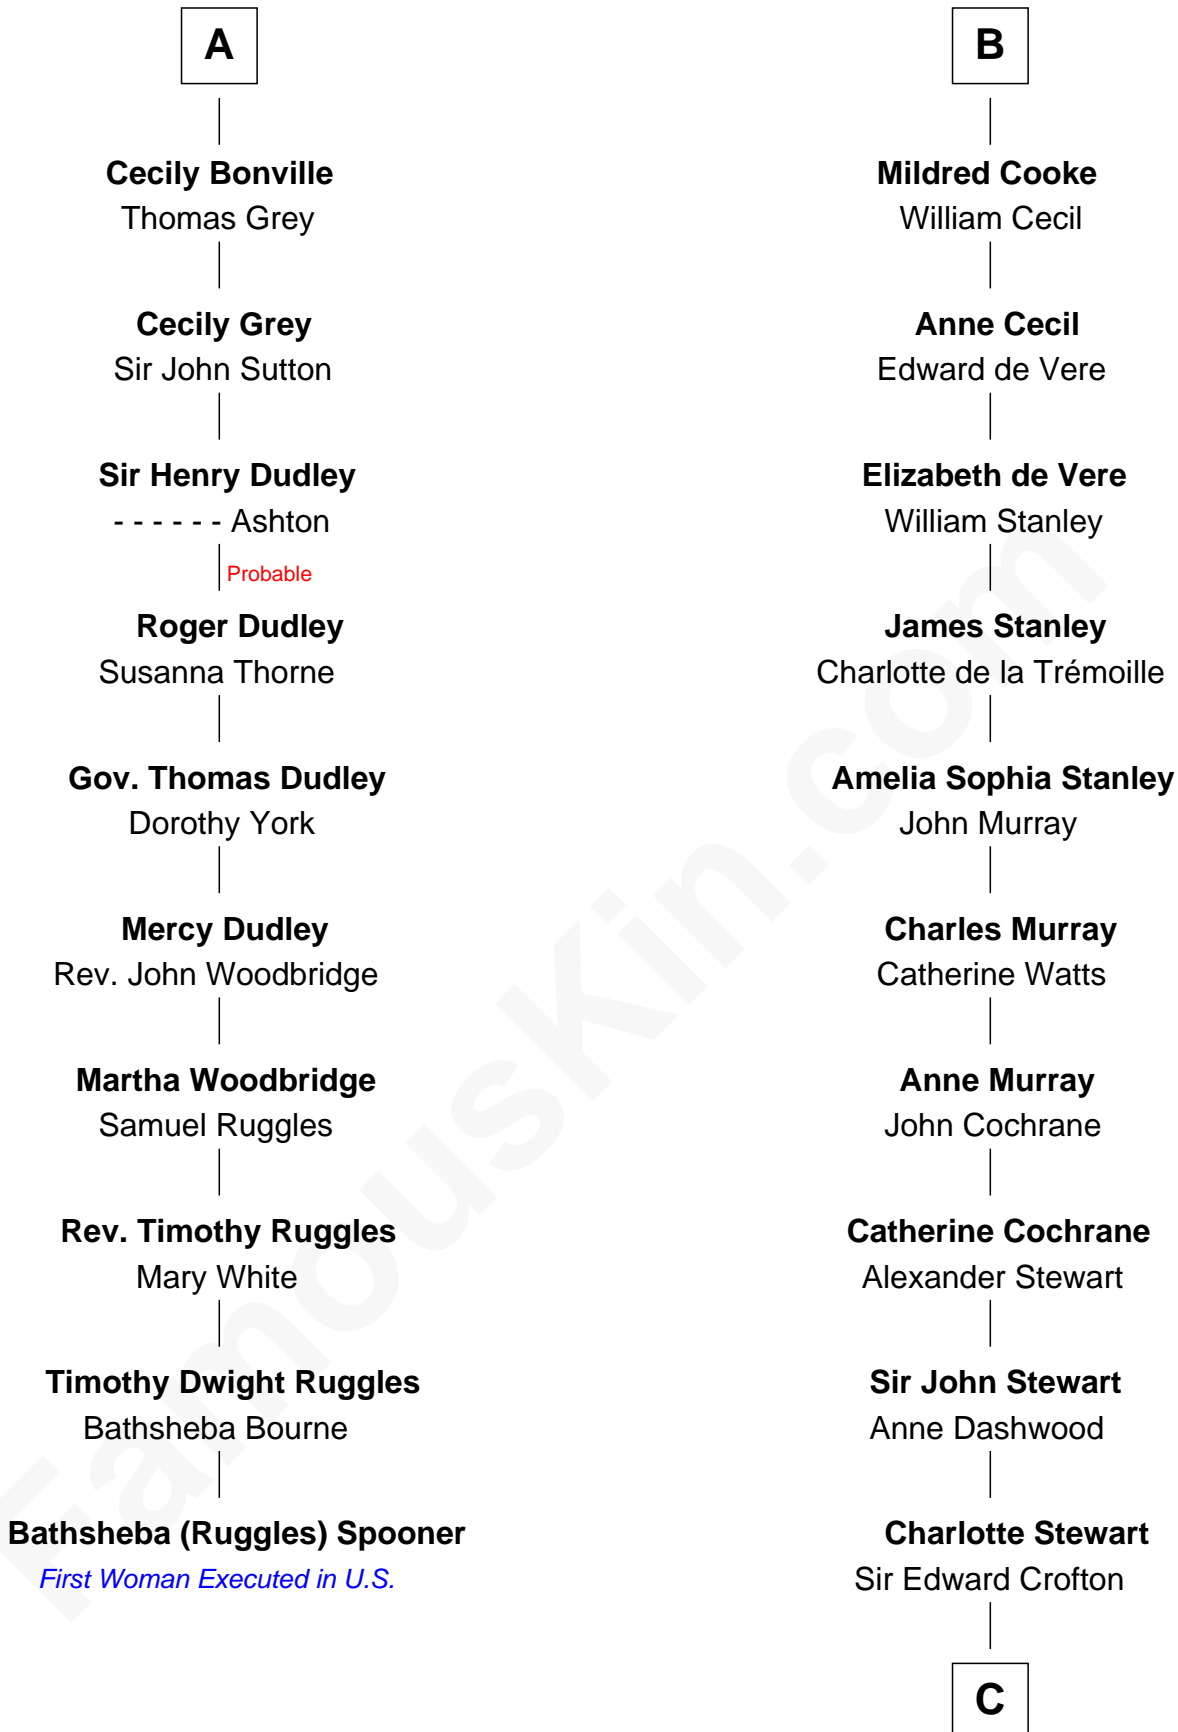 A
Cecily Bonville
Thomas Grey
Cecily Grey
Sir John Sutton
Sir Henry Dudley
- - - - - - Ashton
Probable
Roger Dudley
Susanna Thorne
Gov. Thomas Dudley
Dorothy York
Mercy Dudley
Rev. John Woodbridge
Martha Woodbridge
Samuel Ruggles
Rev. Timothy Ruggles
Mary White
Timothy Dwight Ruggles
Bathsheba Bourne
Bathsheba (Ruggles) Spooner
First Woman Executed in U.S.
B
Mildred Cooke
William Cecil
Anne Cecil
Edward de Vere
Elizabeth de Vere
William Stanley
James Stanley
Charlotte de la Trémoille
Amelia Sophia Stanley
John Murray
Charles Murray
Catherine Watts
Anne Murray
John Cochrane
Catherine Cochrane
Alexander Stewart
Sir John Stewart
Anne Dashwood
Charlotte Stewart
Sir Edward Crofton
C
FamousKin.com